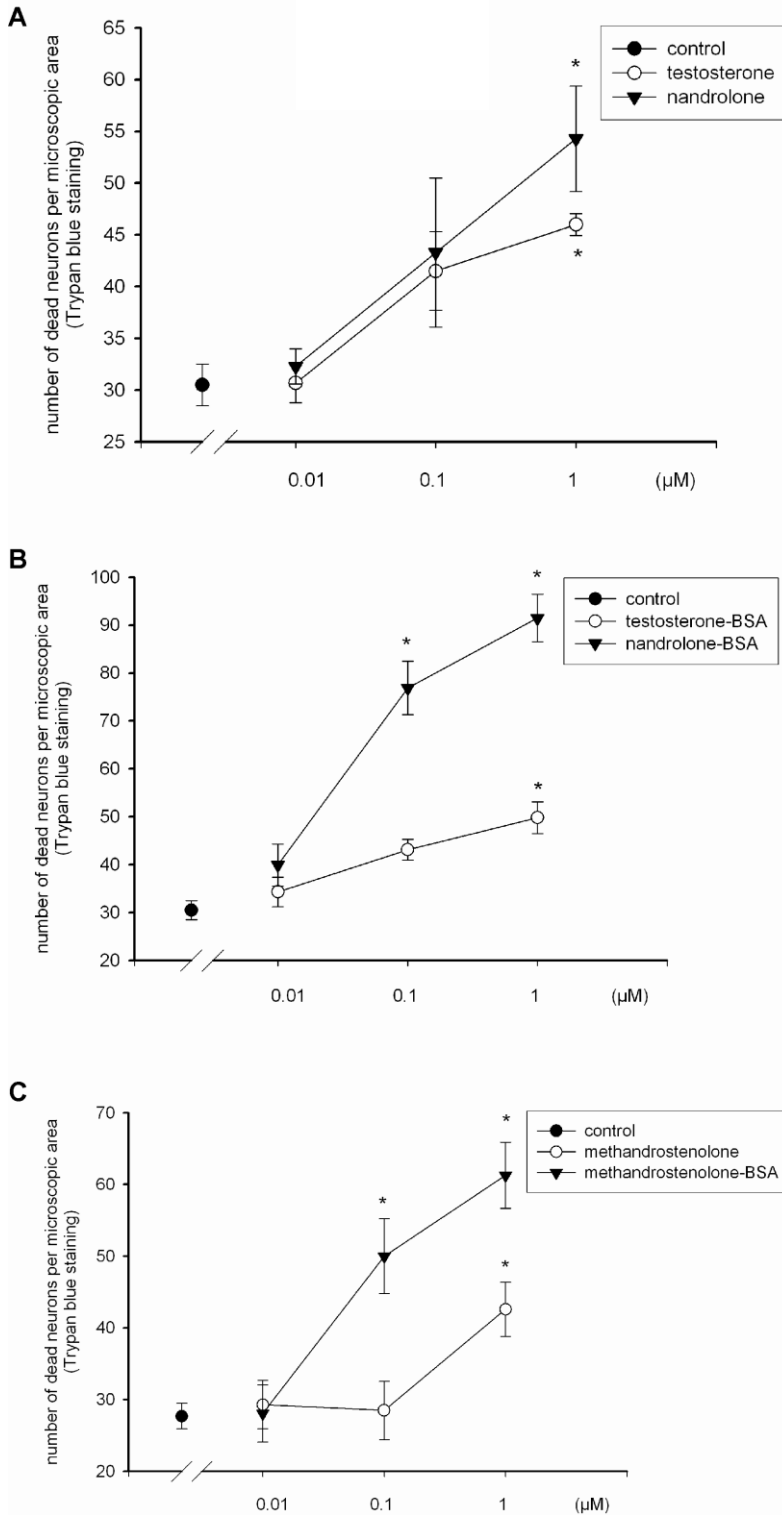 A
number of dead neurons per microscopic area
(Trypan blue staining)
65
60
55
50
45
40
35
30
25
0.01
0.1
1
(µM)
control
testosterone
nandrolone
*
*
B
number of dead neurons per microscopic area
(Trypan blue staining)
100
90
80
70
60
50
40
30
20
0.01
0.1
1
(µM)
control
testosterone-BSA
nandrolone-BSA
*
*
*
C
number of dead neurons per microscopic area
(Trypan blue staining)
70
60
50
40
30
20
0.01
0.1
1
(µM)
control
methandrostenolone
methandrostenolone-BSA
*
*
*